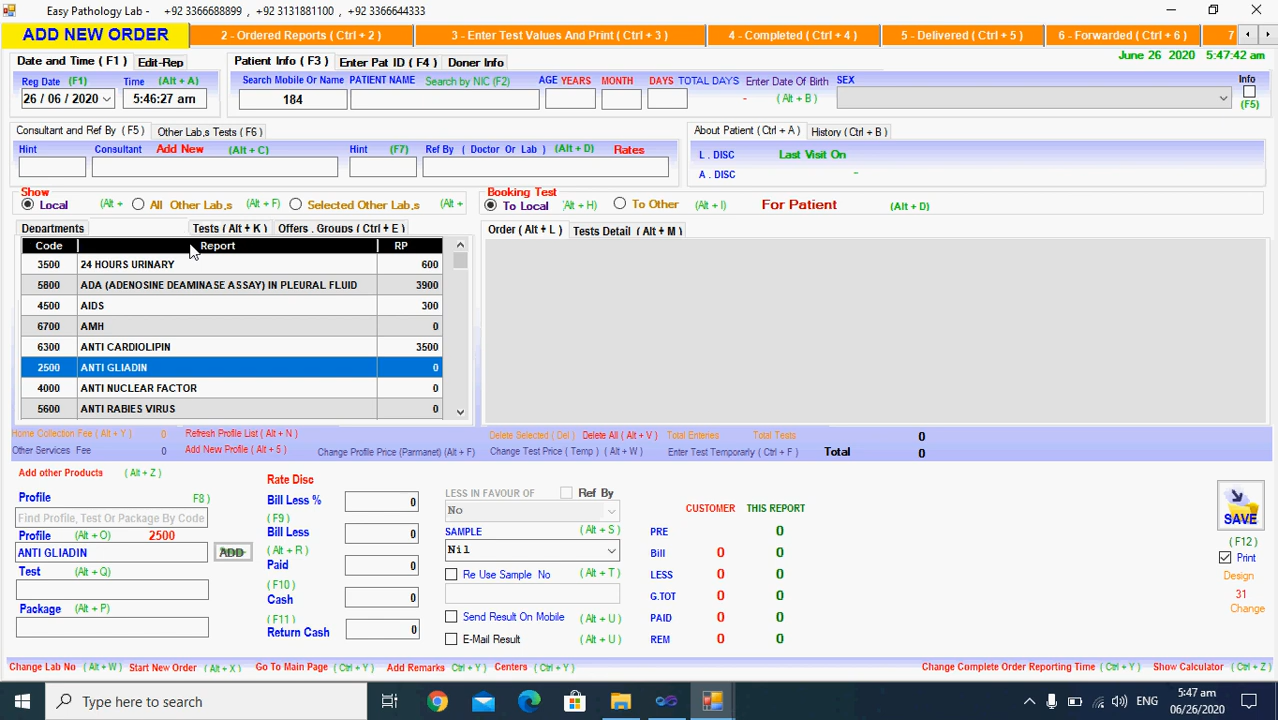 Easy Pathology Lab - +92 3366688899 , +92 3131881100 , +92 3366644333
ADD NEW ORDER 2 - Ordered Reports ( Ctrl + 2 ) 3 - Enter Test Values And Print ( Ctrl + 3 ) 4 - Completed ( Ctrl + 4 ) 5 - Delivered ( Ctrl + 5 ) 6 - Forwarded ( Ctrl + 6 ) 7
Date and Time ( F1 ) Edit-Rep Patient Info ( F3 ) Enter Pat ID ( F4 ) Donor Info June 26 2020 5:47:42 am
Reg Date (F1) Time (Alt + A) Search Mobile Or Name PATIENT NAME Search by NIC (F2) AGE YEARS MONTH DAYS TOTAL DAYS Enter Date Of Birth SEX Info
26 / 06 / 2020 5:46:27 am 184 - ( Alt + B ) (F5)
Consultant and Ref By ( F5 ) Other Lab,s Tests ( F6 ) About Patient ( Ctrl + A ) History ( Ctrl + B )
Hint Consultant Add New (Alt + C) Hint (F7) Ref By ( Doctor Or Lab ) (Alt + D) Rates L . DISC Last Visit On
A . DISC -
Show Booking Test
Local (Alt + All Other Lab,s (Alt + F) Selected Other Lab,s (Alt + To Local (Alt + H) To Other (Alt + I) For Patient (Alt + D)
Departments Tests ( Alt + K ) Offers , Groups ( Ctrl + E ) Order ( Alt + L ) Tests Detail ( Alt + M )
Code Report RP
3500 24 HOURS URINARY 600
5800 ADA (ADENOSINE DEAMINASE ASSAY) IN PLEURAL FLUID 3900
4500 AIDS 300
6700 AMH 0
6300 ANTI CARDIOLIPIN 3500
2500 ANTI GLIADIN 0
4000 ANTI NUCLEAR FACTOR 0
5600 ANTI RABIES VIRUS 0
Home Collection Fee ( Alt + Y ) 0 Refresh Profile List ( Alt + N ) Delete Selected ( Del ) Delete All ( Alt + V ) Total Enteries Total Tests 0
Other Services Fee 0 Add New Profile ( Alt + 5 ) Change Profile Price (Parmanet) (Alt + F) Change Test Price ( Temp ) ( Alt + W ) Enter Test Temporarily ( Ctrl + F ) Total 0
Add other Products ( Alt + Z )
Profile F8 )
Find Profile, Test Or Package By Code
Profile (Alt + O) 2500
ANTI GLIADIN ADD
Test (Alt + Q)
Package (Alt + P)
Rate Disc
Bill Less % 0
( F9 )
Bill Less 0
( Alt + R )
Paid 0
( F10 )
Cash 0
( F11 )
Return Cash 0
LESS IN FAVOUR OF Ref By
No
SAMPLE (Alt + S)
Nil
Re Use Sample No (Alt + T )
Send Result On Mobile (Alt + U )
E-Mail Result (Alt + U )
CUSTOMER THIS REPORT
PRE 0
Bill 0 0
LESS 0 0
G.TOT 0 0
PAID 0 0
REM 0 0
SAVE
( F12 )
Print
Design
31
Change
Change Lab No ( Alt + W ) Start New Order ( Alt + X ) Go To Main Page ( Ctrl + Y ) Add Remarks Ctrl + Y ) Centers ( Ctrl + Y ) Change Complete Order Reporting Time ( Ctrl + Y ) Show Calculator ( Ctrl + Z )
Type here to search ENG 5:47 am
06/26/2020